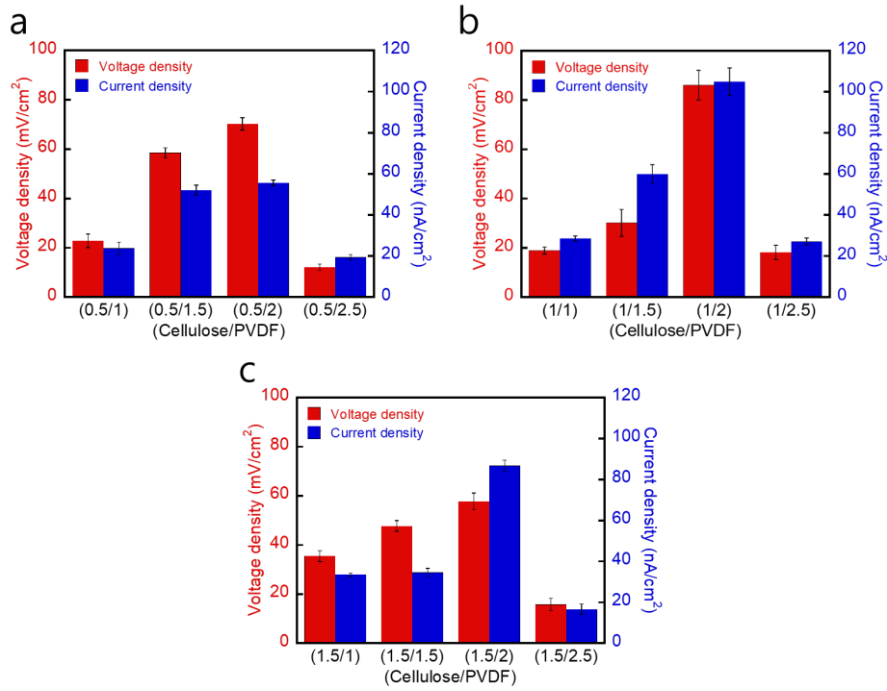 a
Voltage density (mV/cm²)
100
80
60
40
20
0
Voltage density
Current density
120
100
80
60
40
20
0
Current density (nA/cm²)
(0.5/1) (0.5/1.5) (0.5/2) (0.5/2.5)
(Cellulose/PVDF)
b
Voltage density (mV/cm²)
100
80
60
40
20
0
Voltage density
Current density
120
100
80
60
40
20
0
Current density (nA/cm²)
(1/1) (1/1.5) (1/2) (1/2.5)
(Cellulose/PVDF)
c
Voltage density (mV/cm²)
100
80
60
40
20
0
Voltage density
Current density
120
100
80
60
40
20
0
Current density (nA/cm²)
(1.5/1) (1.5/1.5) (1.5/2) (1.5/2.5)
(Cellulose/PVDF)